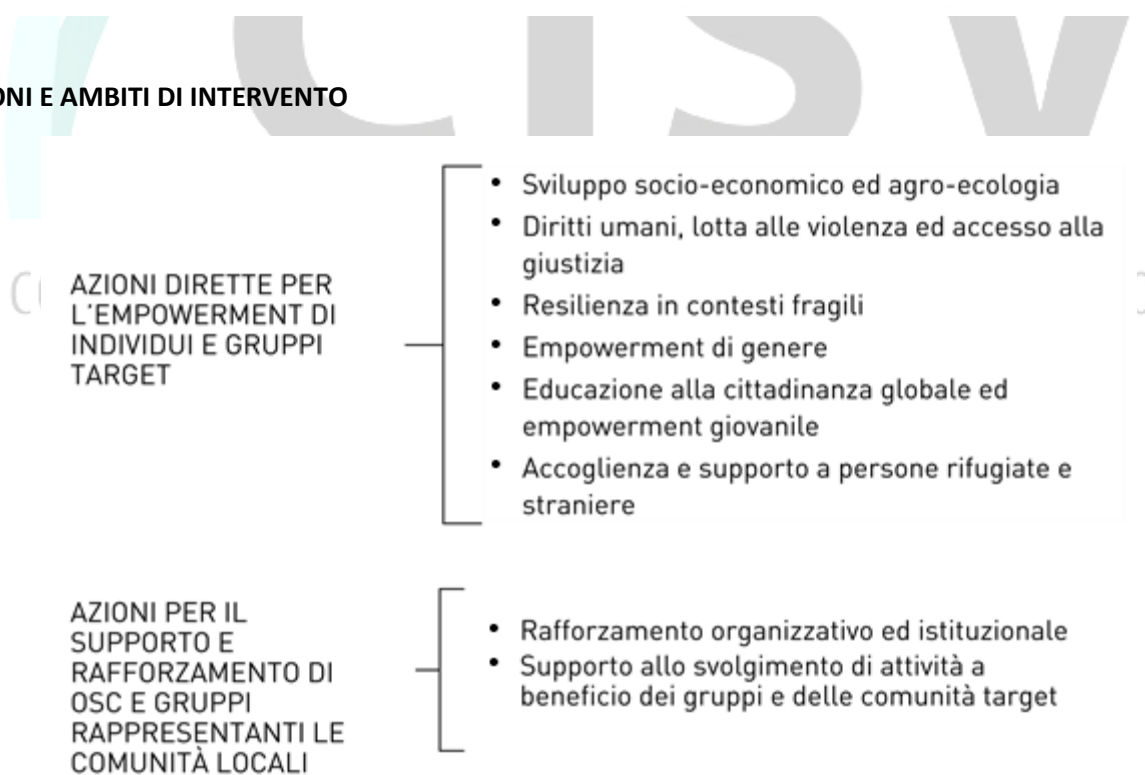 cisv
ONI E AMBITI DI INTERVENTO
AZIONI DIRETTE PER
L'EMPOWERMENT DI
INDIVIDUI E GRUPPI
TARGET
• Sviluppo socio-economico ed agro-ecologia
• Diritti umani, lotta alle violenza ed accesso alla
giustizia
• Resilienza in contesti fragili
• Empowerment di genere
• Educazione alla cittadinanza globale ed
empowerment giovanile
• Accoglienza e supporto a persone rifugiate e
straniere
AZIONI PER IL
SUPPORTO E
RAFFORZAMENTO DI
OSC E GRUPPI
RAPPRESENTANTI LE
COMUNITÀ LOCALI
• Rafforzamento organizzativo ed istituzionale
• Supporto allo svolgimento di attività a
beneficio dei gruppi e delle comunità target